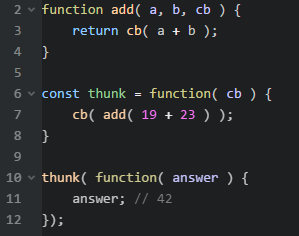 2 function add( a, b, cb ) {
3 return cb( a + b );
4 }
5
6 const thunk = function( cb ) {
7 cb( add( 19 + 23 ) );
8 }
9
10 thunk( function( answer ) {
11 answer; // 42
12 });